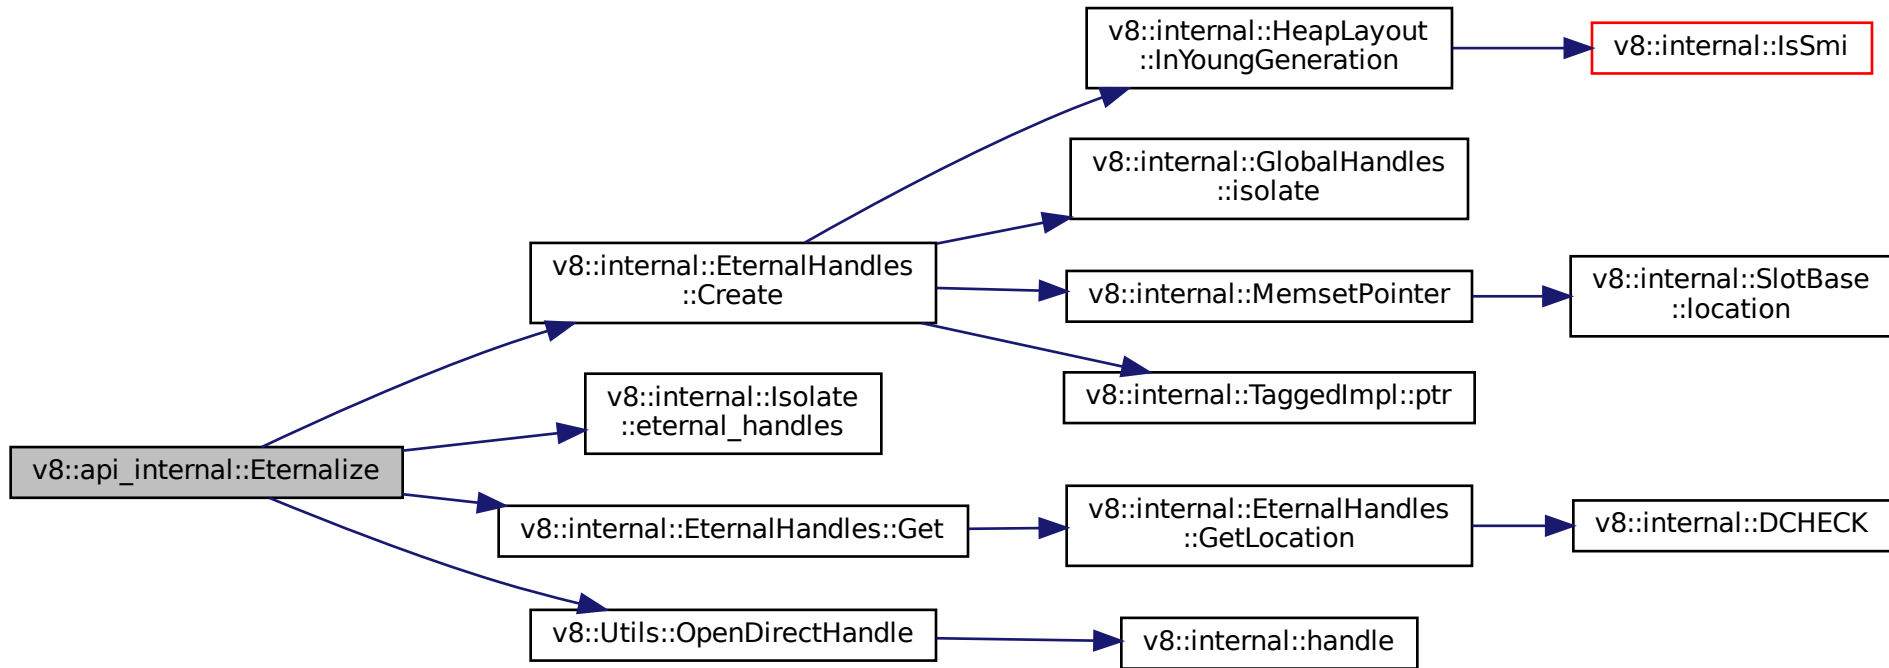 v8::api_internal::Eternalize
v8::internal::EternalHandles
::Create
v8::internal::HeapLayout
::InYoungGeneration
v8::internal::IsSmi
v8::internal::GlobalHandles
::isolate
v8::internal::MemsetPointer
v8::internal::SlotBase
::location
v8::internal::TaggedImpl::ptr
v8::internal::Isolate
::eternal_handles
v8::internal::EternalHandles::Get
v8::internal::EternalHandles
::GetLocation
v8::internal::DCHECK
v8::Utils::OpenDirectHandle
v8::internal::handle